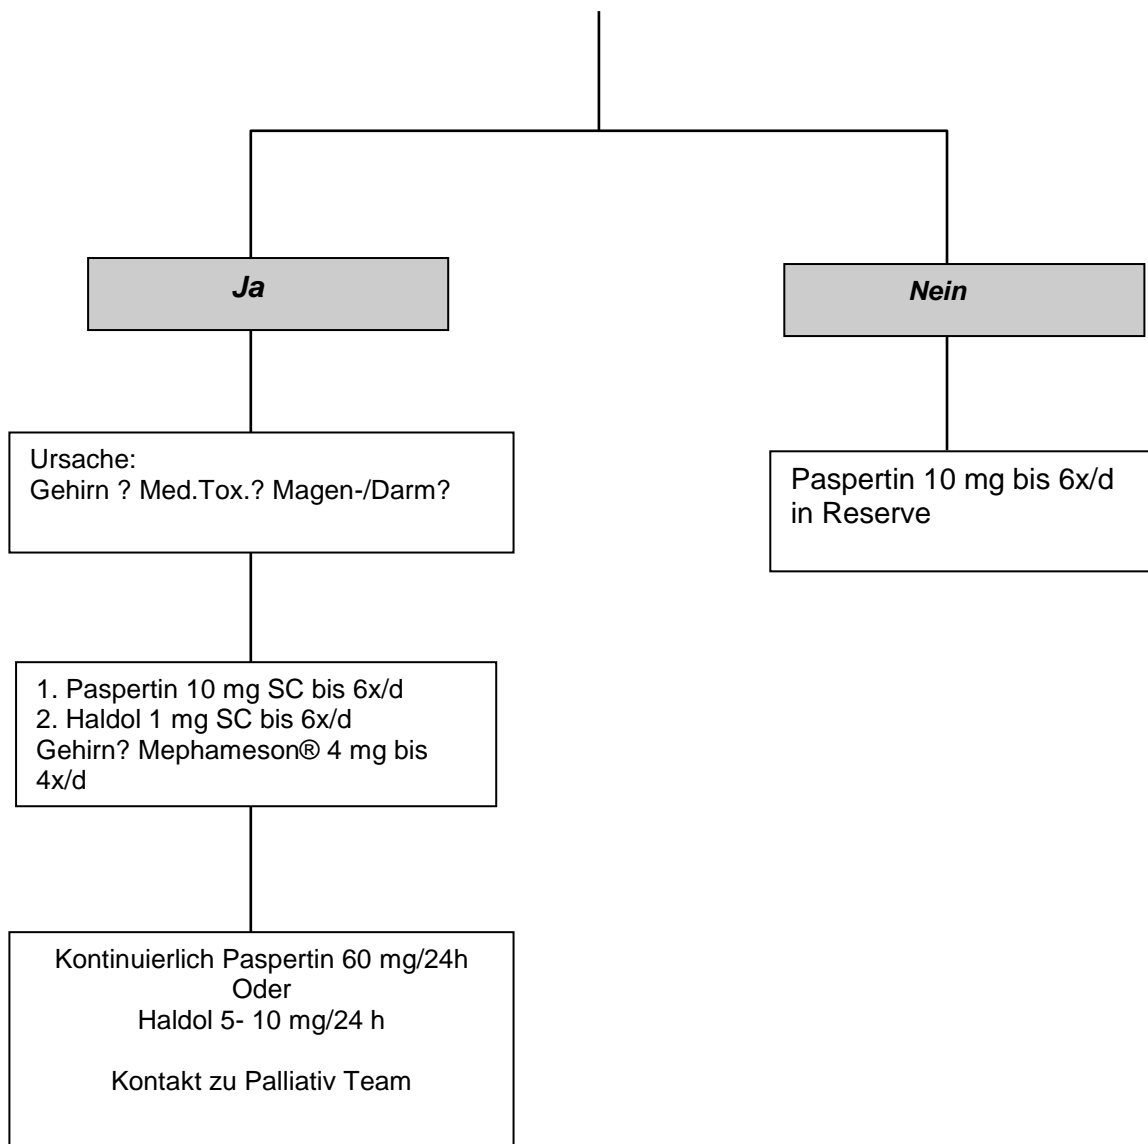 Ja
Nein
Ursache:
Gehirn ? Med.Tox.? Magen-/Darm?
Paspertin 10 mg bis 6x/d
in Reserve
1. Paspertin 10 mg SC bis 6x/d
2. Haldol 1 mg SC bis 6x/d
Gehirn? Mephameson® 4 mg bis
4x/d
Kontinuierlich Paspertin 60 mg/24h
Oder
Haldol 5- 10 mg/24 h
Kontakt zu Palliativ Team